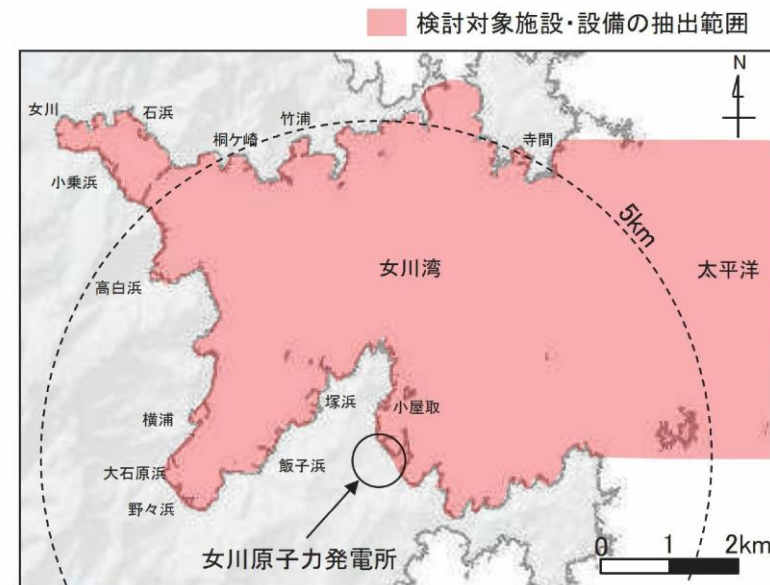 検討対象施設・設備の抽出範囲
N
女川
石浜
竹浦
桐ケ崎
寺間
小乗浜
5km
女川湾
太平洋
高白浜
塚浜
小屋取
横浦
大石原浜
飯子浜
野々浜
女川原子力発電所
0 1 2km